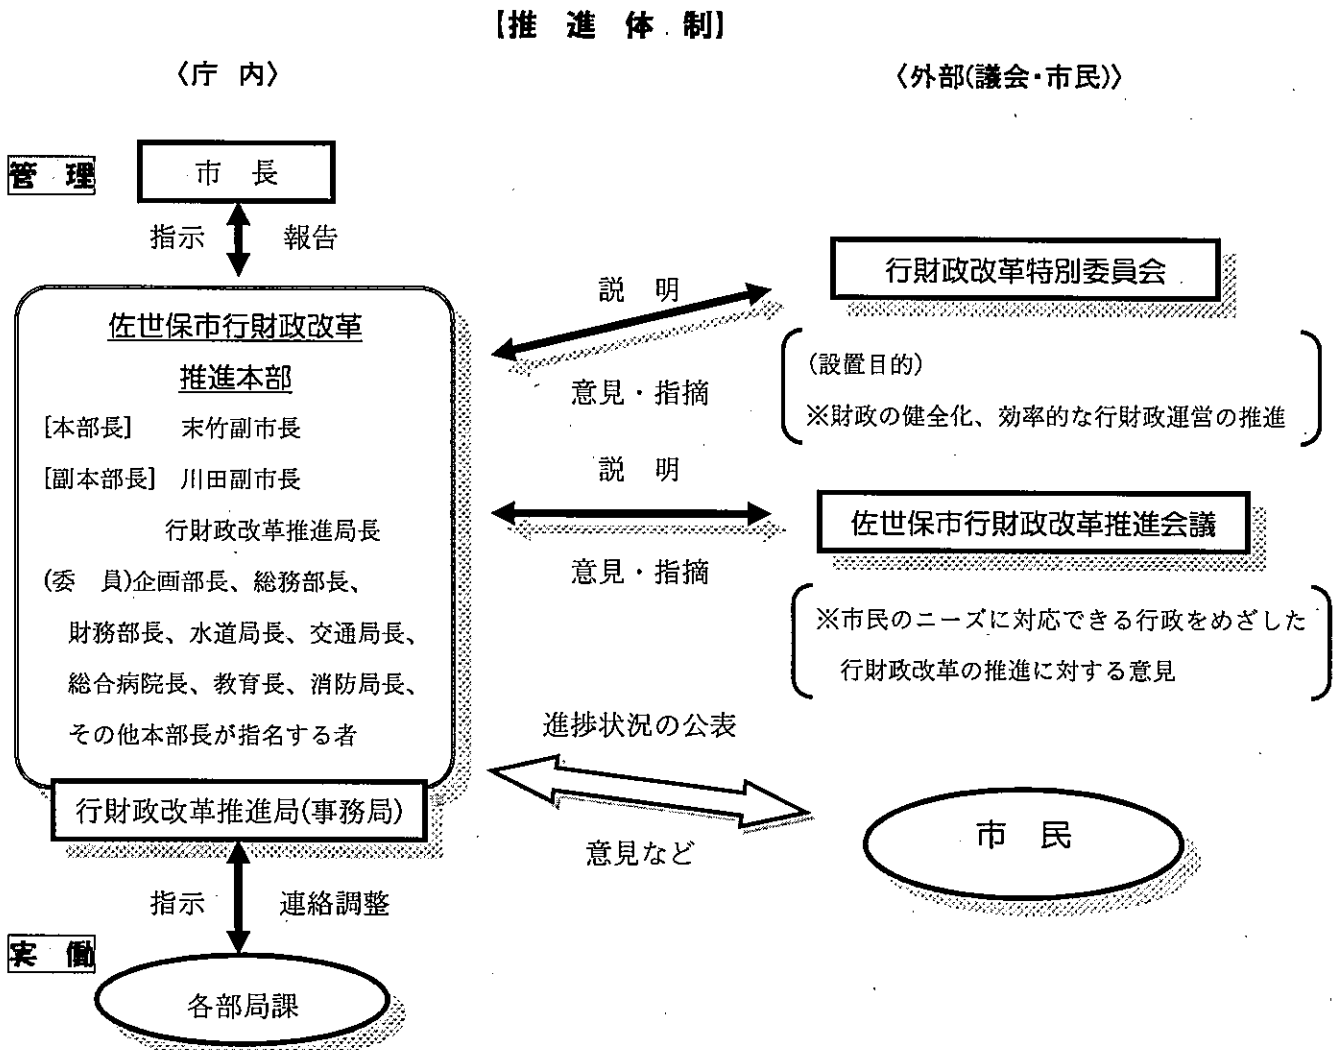 【推 進 体 制】
〈庁 内〉
〈外部(議会・市民)〉
管 理
市 長
指示 報告
佐世保市行財政改革
推進本部
[本部長] 末竹副市長
[副本部長] 川田副市長
行財政改革推進局長
(委 員)企画部長、総務部長、
財務部長、水道局長、交通局長、
総合病院長、教育長、消防局長、
その他本部長が指名する者
行財政改革推進局(事務局)
指示 連絡調整
実 働
各部局課
説 明
意見・指摘
行財政改革特別委員会
(設置目的)
※財政の健全化、効率的な行財政運営の推進
説 明
意見・指摘
佐世保市行財政改革推進会議
※市民のニーズに対応できる行政をめざした
行財政改革の推進に対する意見
進捗状況の公表
意見など
市 民